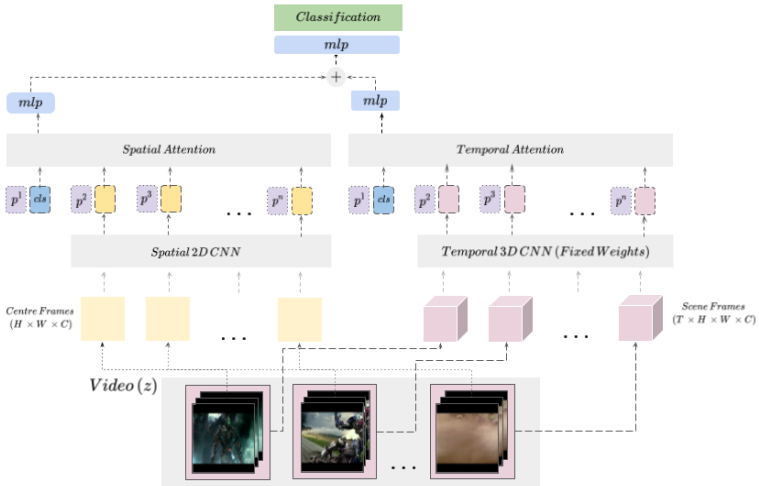 Classification
mlp
+
mlp
mlp
Spatial Attention
Temporal Attention
p¹ cls p² p³ ... pⁿ
p¹ cls p² p³ ... pⁿ
Spatial 2D CNN
Temporal 3D CNN (Fixed Weights)
Centre Frames
(H × W × C)
...
...
Scene Frames
(T × H × W × C)
Video (z)
...